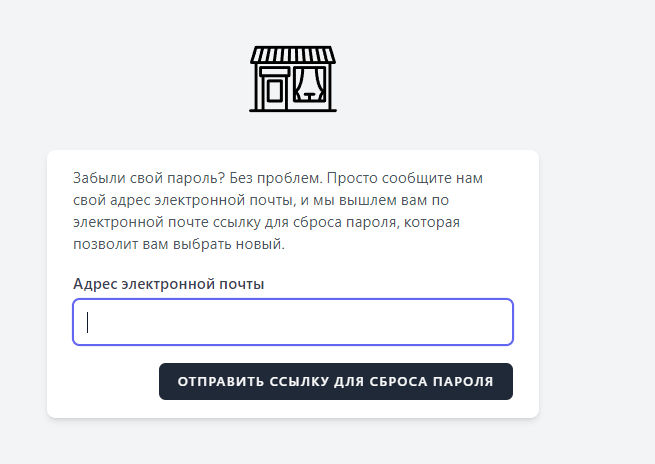 Забыли свой пароль? Без проблем. Просто сообщите нам
свой адрес электронной почты, и мы вышлем вам по
электронной почте ссылку для сброса пароля, которая
позволит вам выбрать новый.
Адрес электронной почты
ОТПРАВИТЬ ССЫЛКУ ДЛЯ СБРОСА ПАРОЛЯ